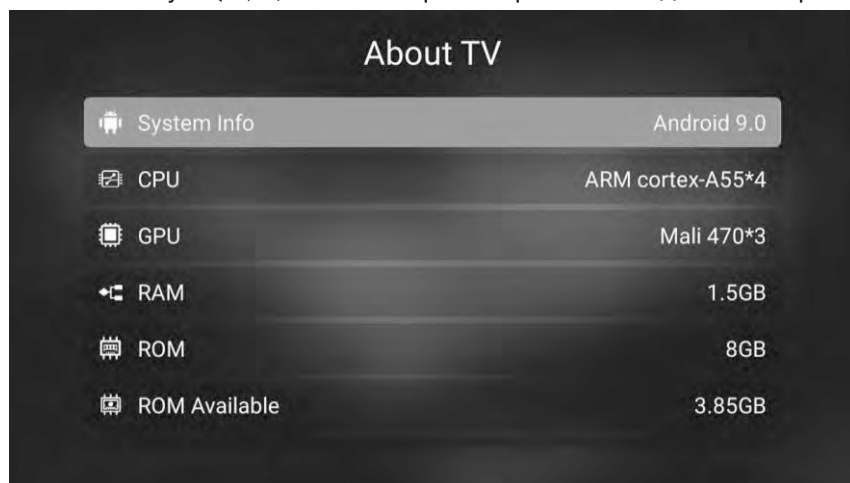 About TV
System Info Android 9.0
CPU ARM cortex-A55*4
GPU Mali 470*3
RAM 1.5GB
ROM 8GB
ROM Available 3.85GB